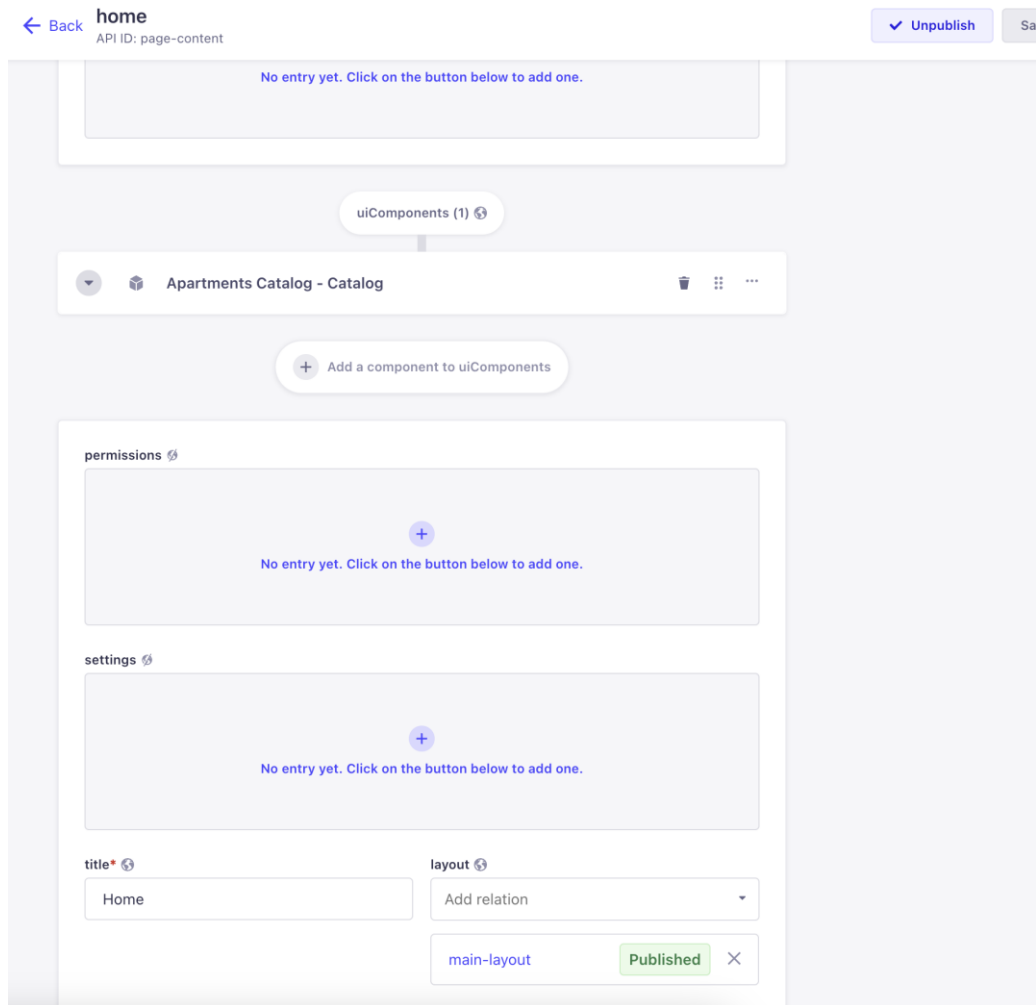 Back
home
API ID: page-content
Unpublish
No entry yet. Click on the button below to add one.
uiComponents (1)
Apartments Catalog - Catalog
Add a component to uiComponents
permissions
No entry yet. Click on the button below to add one.
settings
No entry yet. Click on the button below to add one.
title*
layout
Home
Add relation
main-layout
Published